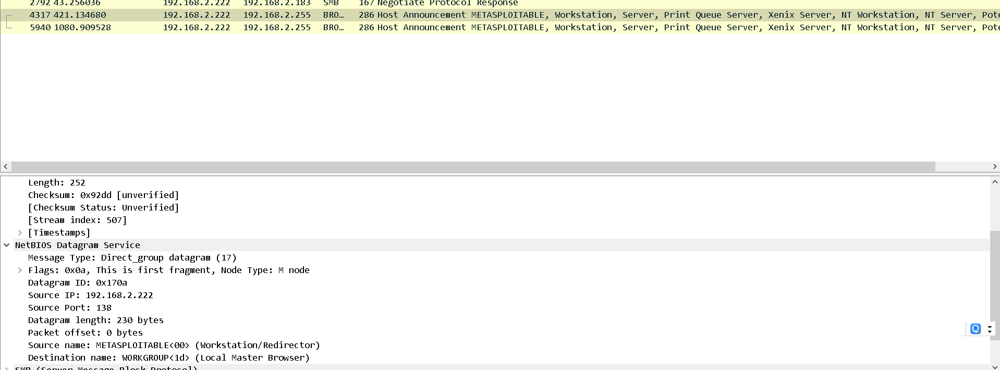 2792 43.256036 192.168.2.222 192.168.2.183 SMB 167 Negotiate Protocol Response
4317 421.134680 192.168.2.222 192.168.2.255 BRO… 286 Host Announcement METASPLOITABLE, Workstation, Server, Print Queue Server, Xenix Server, NT Workstation, NT Server, Pote
5940 1080.909528 192.168.2.222 192.168.2.255 BRO… 286 Host Announcement METASPLOITABLE, Workstation, Server, Print Queue Server, Xenix Server, NT Workstation, NT Server, Pote
Length: 252
Checksum: 0x92dd [unverified]
[Checksum Status: Unverified]
[Stream index: 507]
[Timestamps]
NetBIOS Datagram Service
Message Type: Direct_group datagram (17)
Flags: 0x0a, This is first fragment, Node Type: M node
Datagram ID: 0x170a
Source IP: 192.168.2.222
Source Port: 138
Datagram length: 230 bytes
Packet offset: 0 bytes
Source name: METASPLOITABLE<00> (Workstation/Redirector)
Destination name: WORKGROUP<1d> (Local Master Browser)
SMB (Server Message Block Protocol)